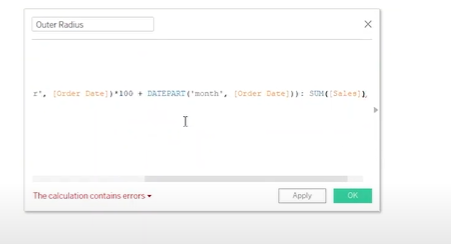 Outer Radius
r', [Order Date])*100 + DATEPART('month', [Order Date])): SUM([Sales]),
The calculation contains errors
Apply
OK